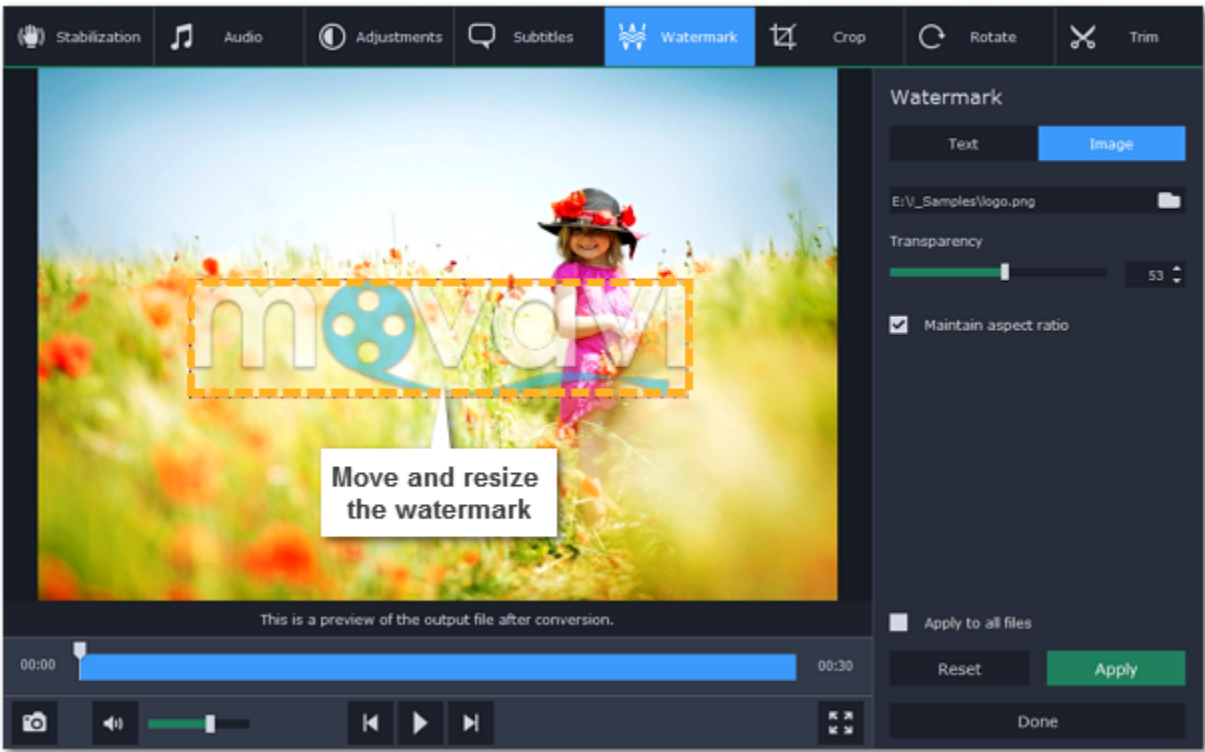 Stabilization
Audio
Adjustments
Subtitles
Watermark
Crop
Rotate
Trim
Watermark
Text
Image
E:\I_Samples\logo.png
Transparency
53
Maintain aspect ratio
movavi
Move and resize
the watermark
This is a preview of the output file after conversion.
00:00
00:30
Apply to all files
Reset
Apply
Done